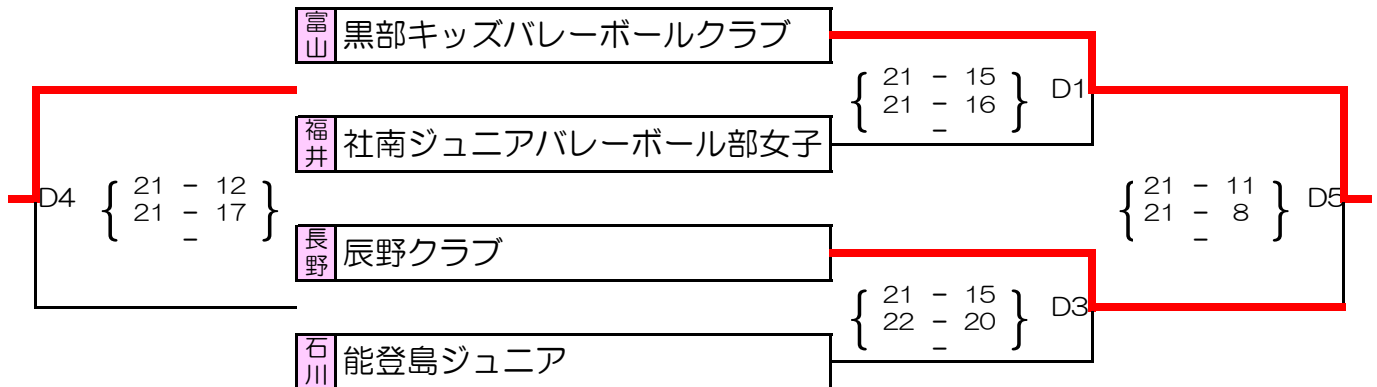 富山 黒部キッズバレーボールクラブ
21 - 15 D1
21 - 16
-
福井 社南ジュニアバレーボール部女子
D4 21 - 12
21 - 17
-
21 - 11 D5
21 - 8
-
長野 辰野クラブ
21 - 15 D3
22 - 20
-
石川 能登島ジュニア